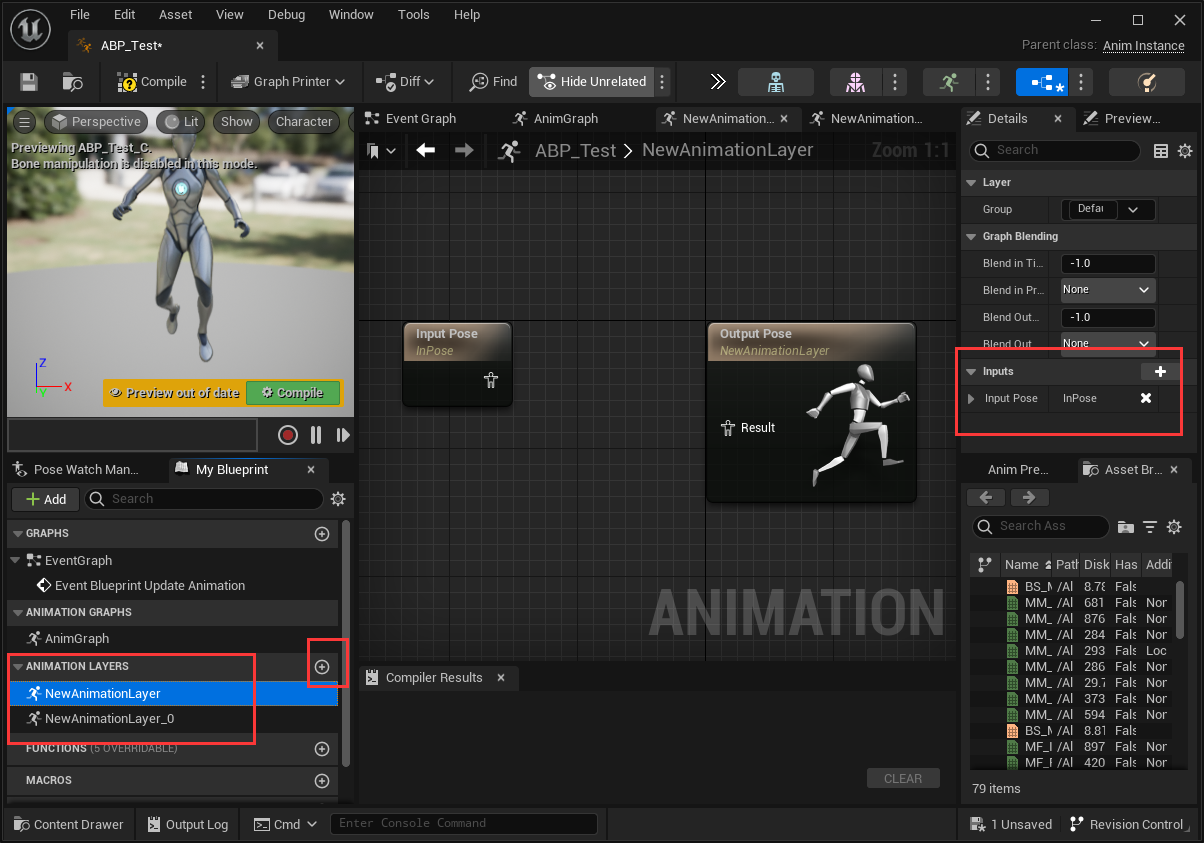 File Edit Asset View Debug Window Tools Help
ABP_Test*
Parent class: Anim Instance
Compile
Graph Printer
Diff
Find
Hide Unrelated
Perspective
Lit
Show
Character
Previewing ABP_Test_C.
Bone manipulation is disabled in this mode.
Z
X
Y
Preview out of date
Compile
Event Graph
AnimGraph
NewAnimation...
NewAnimation...
ABP_Test > NewAnimationLayer
Zoom 1:1
Input Pose
InPose
Output Pose
NewAnimationLayer
Result
ANIMATION
Details
Preview...
Search
Layer
Group
Defau
Graph Blending
Blend in Ti...
-1.0
Blend in Pr...
None
Blend Out...
-1.0
Blend Out
None
Inputs
Input Pose
InPose
Pose Watch Man...
My Blueprint
Add
Search
GRAPHS
EventGraph
Event Blueprint Update Animation
ANIMATION GRAPHS
AnimGraph
ANIMATION LAYERS
NewAnimationLayer
NewAnimationLayer_0
FUNCTIONS (5 OVERRIDABLE)
MACROS
Compiler Results
CLEAR
Anim Pre...
Asset Br...
Search Ass
Name Path Disk Has Addi
BS_M /Al 8.78 Fals
MM_ /Al 681 Fals Nor
MM_ /Al 876 Fals Nor
MM_ /Al 284 Fals Nor
MM_ /Al 293 Fals Loc
MM_ /Al 286 Fals Nor
MM_ /Al 29.7 Fals Nor
MM_ /Al 373 Fals Nor
MM_ /Al 594 Fals Nor
BS_M /Al 8.81 Fals
MF_I /Al 897 Fals Nor
MF_F /Al 420 Fals Nor
79 items
Content Drawer
Output Log
Cmd
Enter Console Command
1 Unsaved
Revision Control